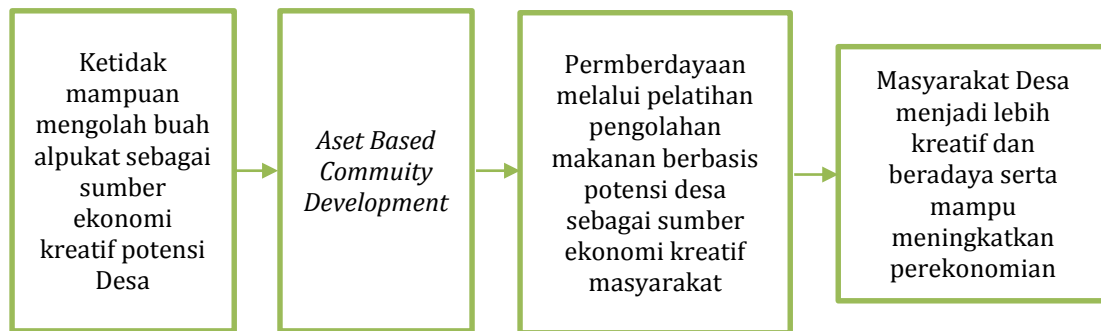 Ketidak
mampuan
mengolah buah
alpukat sebagai
sumber
ekonomi
kreatif potensi
Desa
Aset Based
Commuity
Development
Permberdayaan
melalui pelatihan
pengolahan
makanan berbasis
potensi desa
sebagai sumber
ekonomi kreatif
masyarakat
Masyarakat Desa
menjadi lebih
kreatif dan
beradaya serta
mampu
meningkatkan
perekonomian